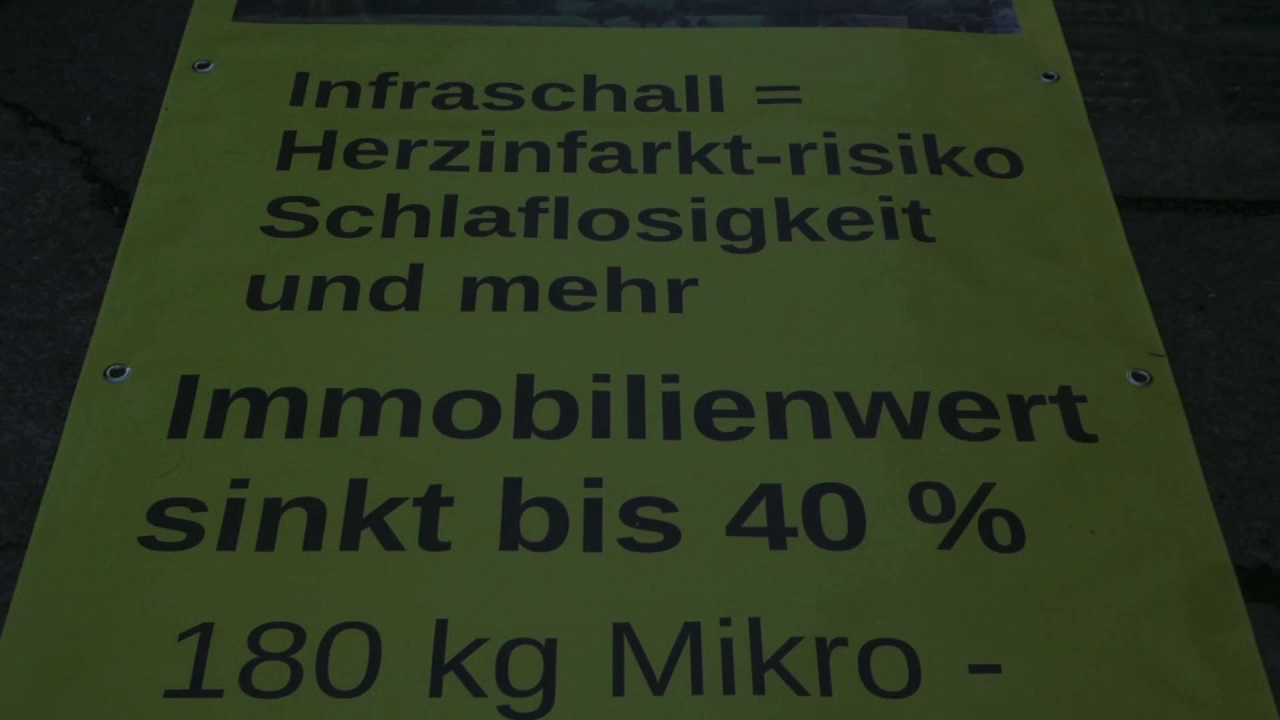 Infraschall =
Herzinfarkt-risiko
Schlaflosigkeit
und mehr
Immobilienwert
sinkt bis 40 %
180 kg Mikro -